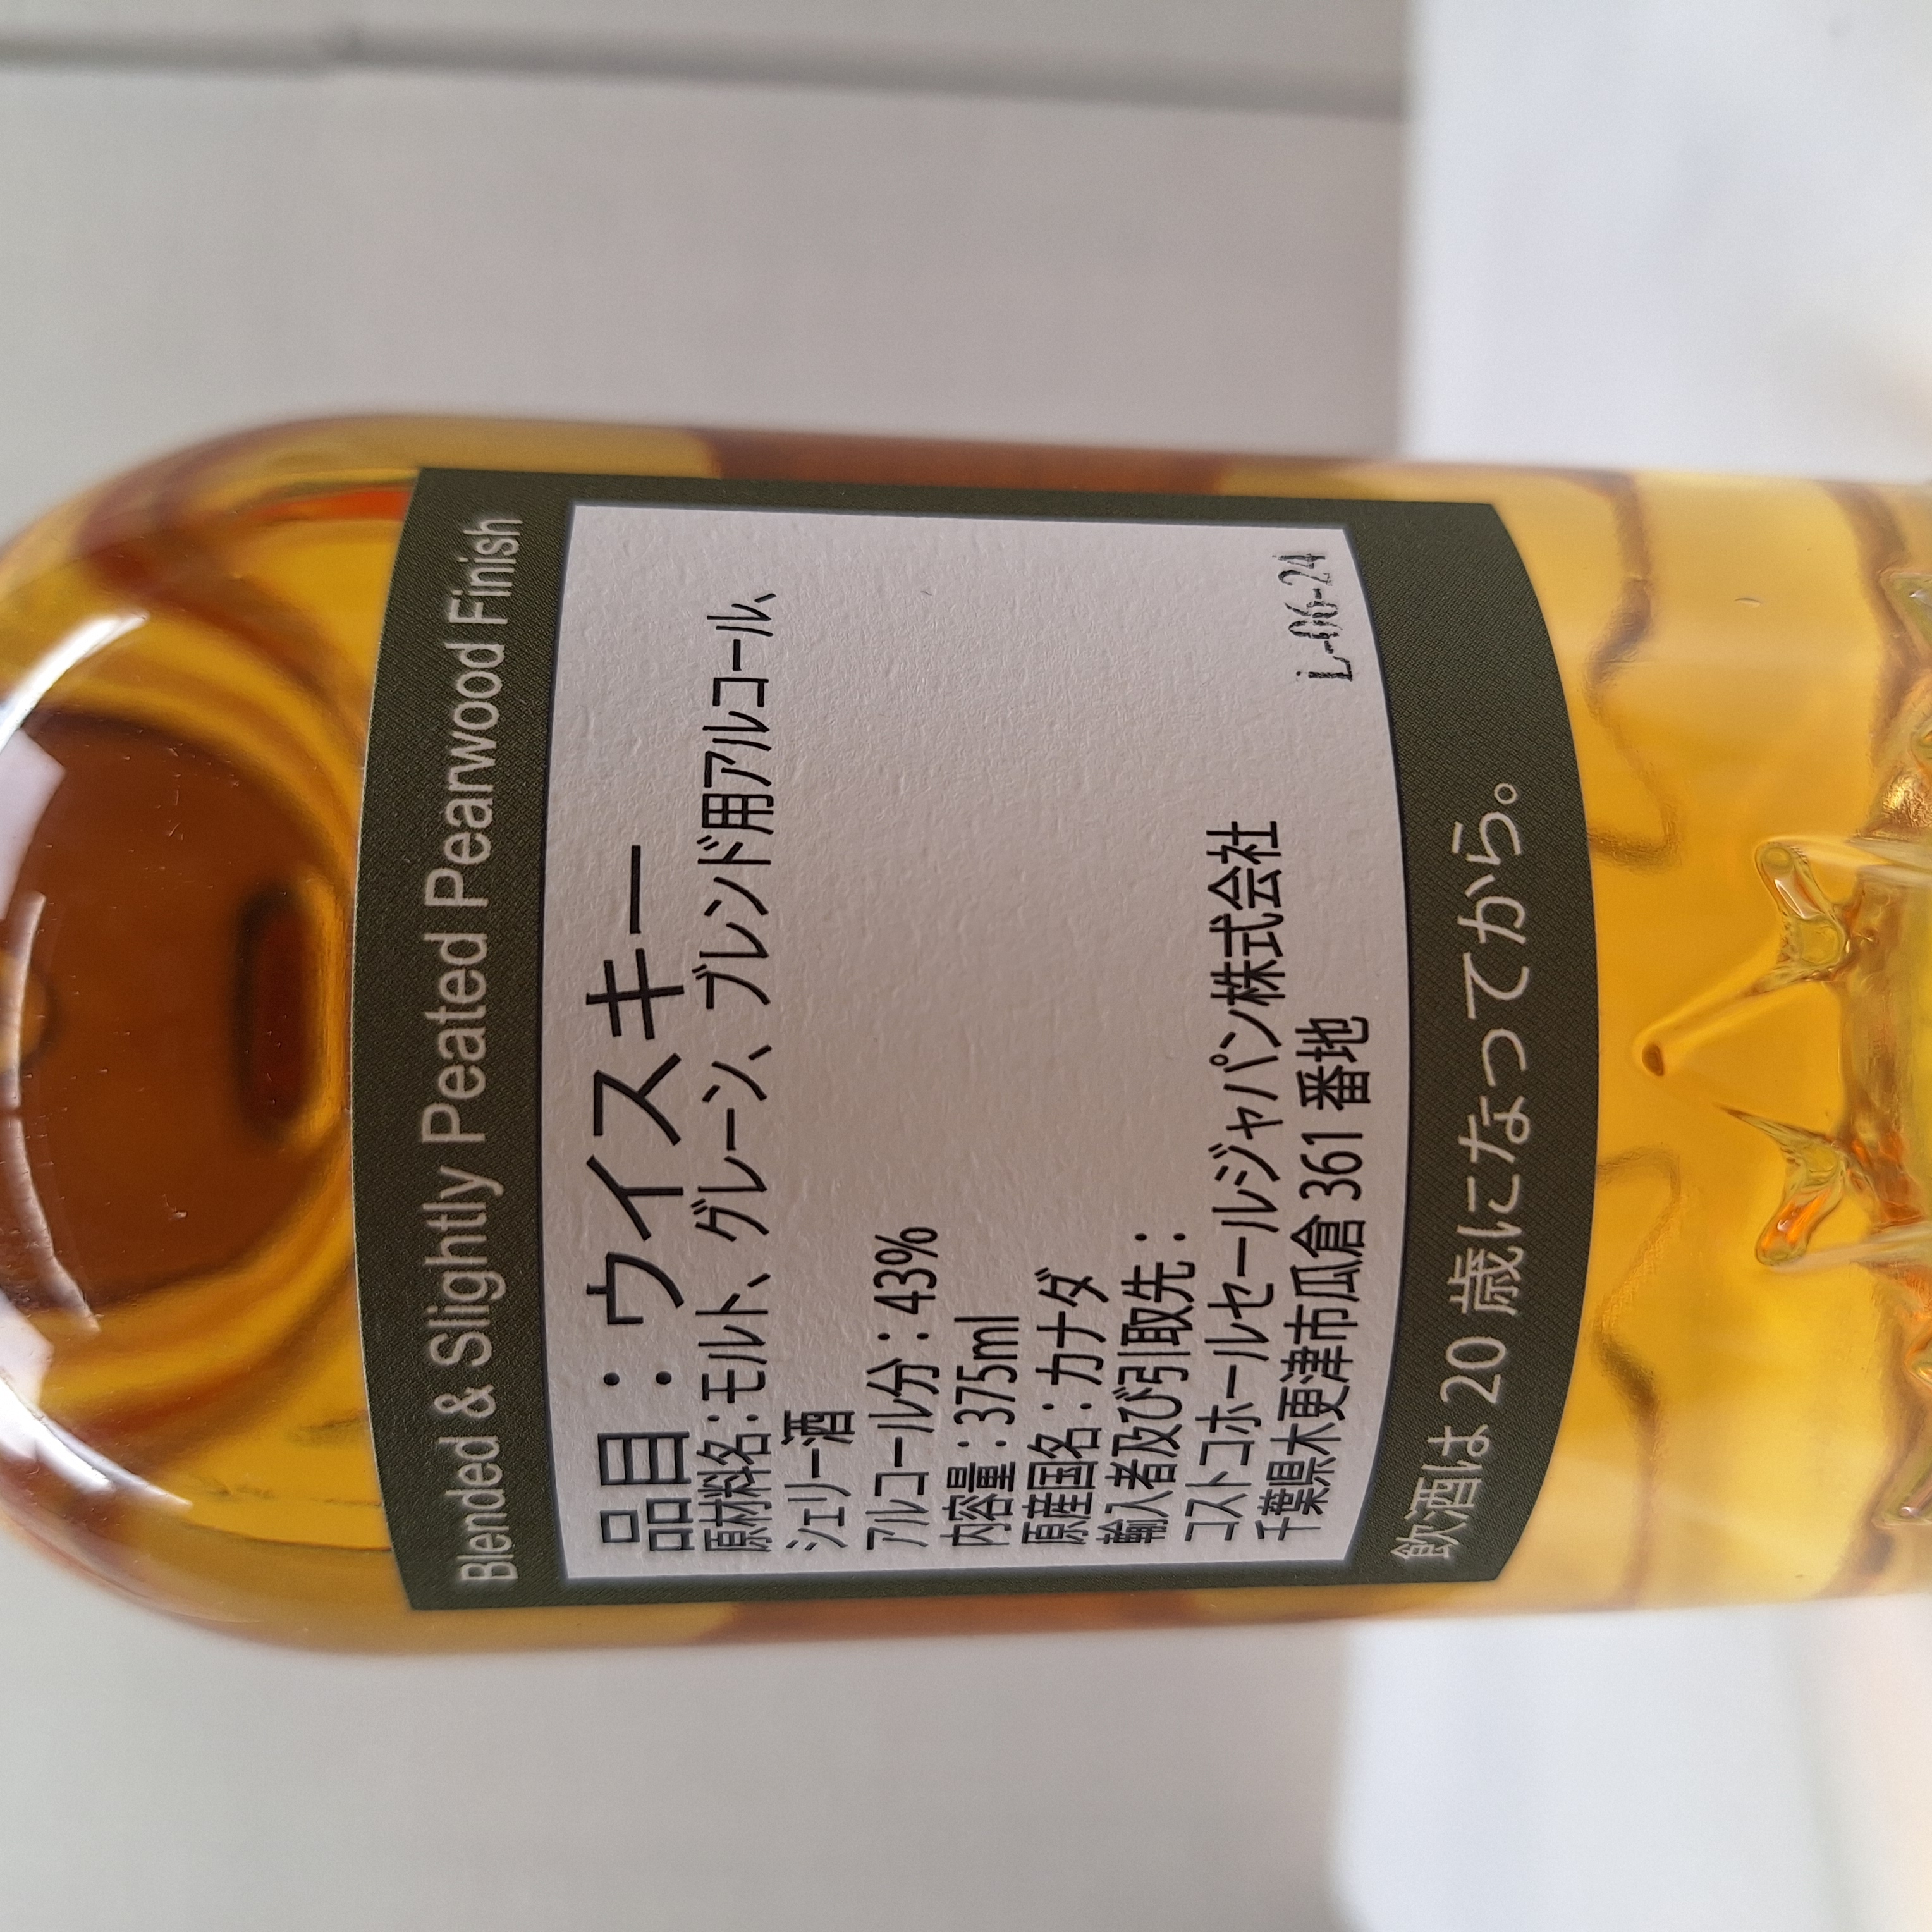 Blended & Slightly Peated Pearwood Finish
品目：ウイスキー
原材料名：モルト、グレーン、ブレンド用アルコール、
シェリー酒
アルコール分：43%
内容量：375ml
原産国名：カナダ
輸入者及び引取先：
コストコホールセールジャパン株式会社
千葉県木更津市瓜倉 361 番地
L-06-24
飲酒は 20 歳になってから。